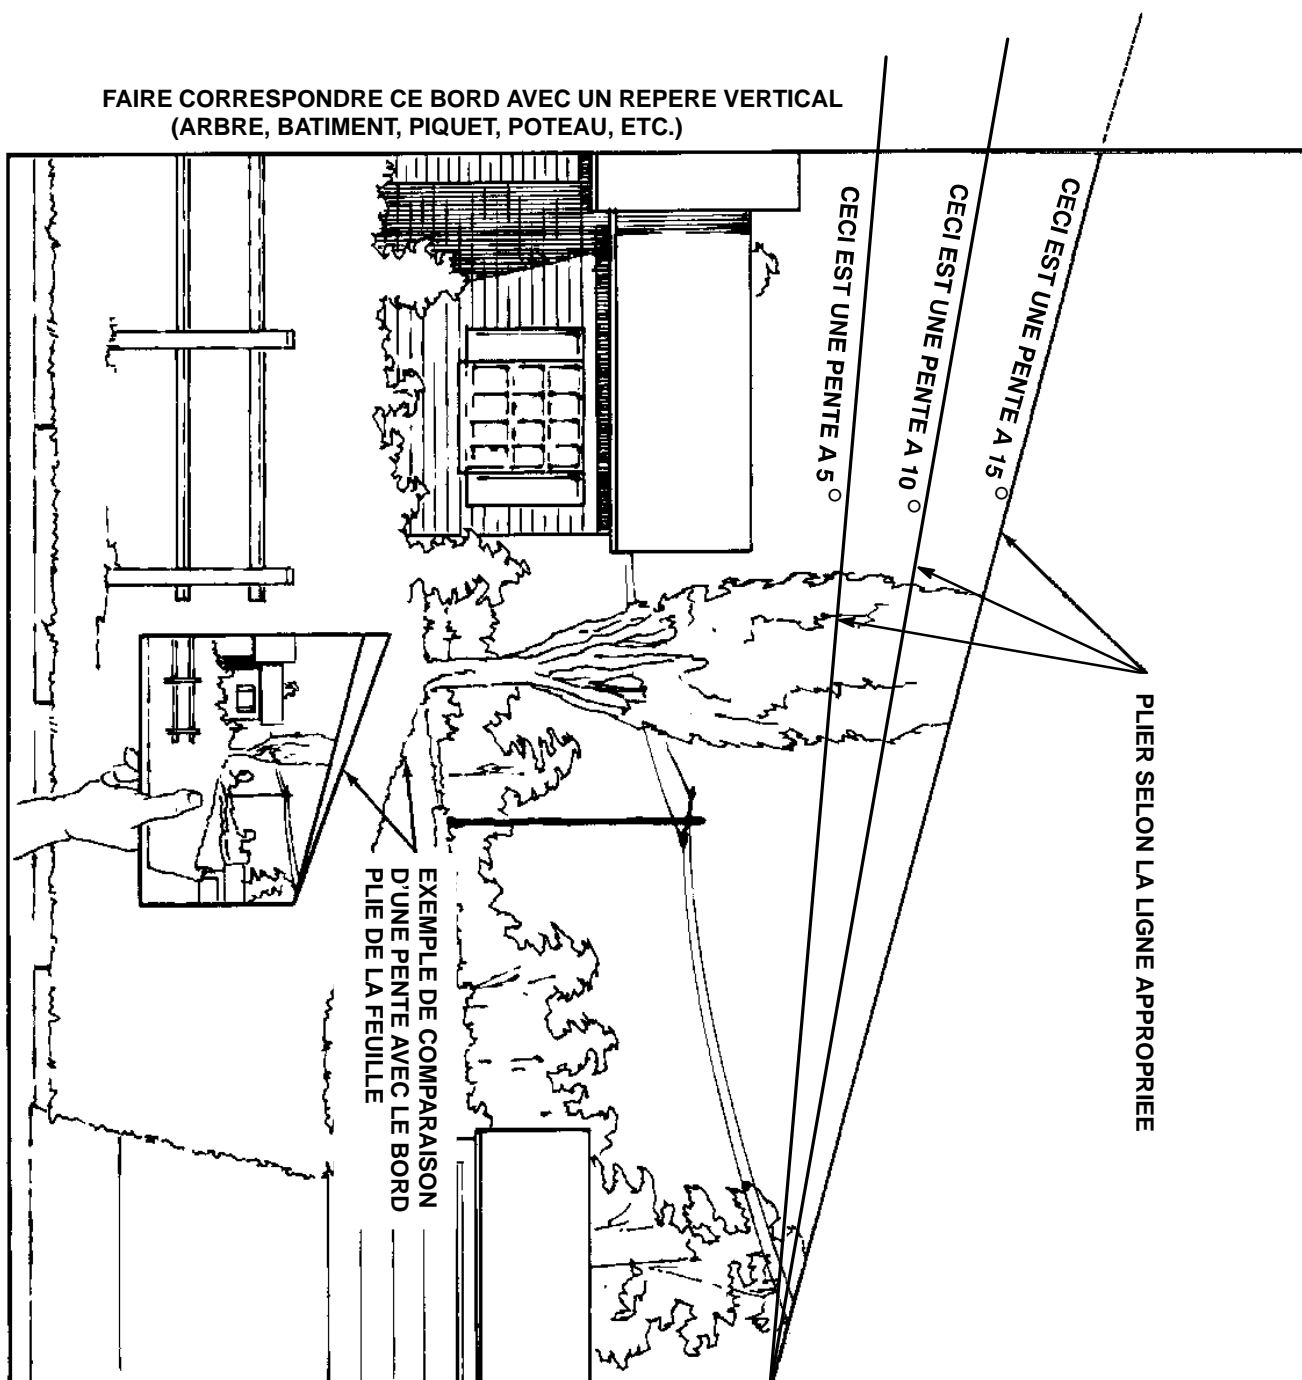 FAIRE CORRESPONDRE CE BORD AVEC UN REPERE VERTICAL
(ARBRE, BATIMENT, PIQUET, POTEAU, ETC.)
CECI EST UNE PENTE A 5°
CECI EST UNE PENTE A 10°
CECI EST UNE PENTE A 15°
PLIER SELON LA LIGNE APPROPRIEE
EXEMPLE DE COMPARAISON
D'UNE PENTE AVEC LE BORD
PLIE DE LA FEUILLE